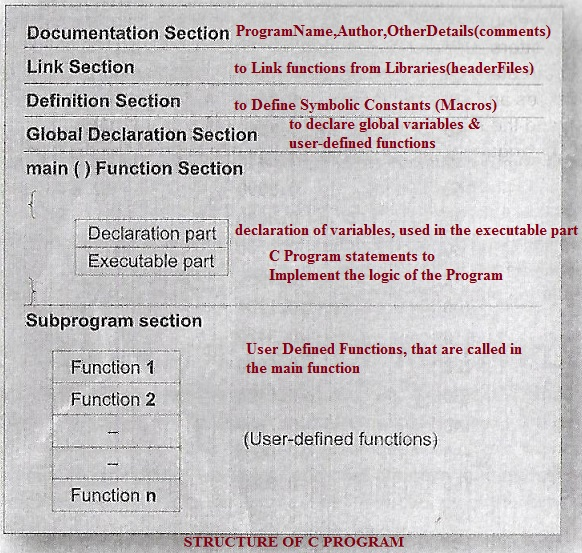 Documentation Section ProgramName,Author,OtherDetails(comments)
Link Section to Link functions from Libraries(headerFiles)
Definition Section to Define Symbolic Constants (Macros)
Global Declaration Section to declare global variables &
user-defined functions
main ( ) Function Section
{
Declaration part declaration of variables, used in the executable part
Executable part C Program statements to
Implement the logic of the Program
}
Subprogram section
User Defined Functions, that are called in
the main function
Function 1
Function 2
–
(User-defined functions)
–
Function n
STRUCTURE OF C PROGRAM